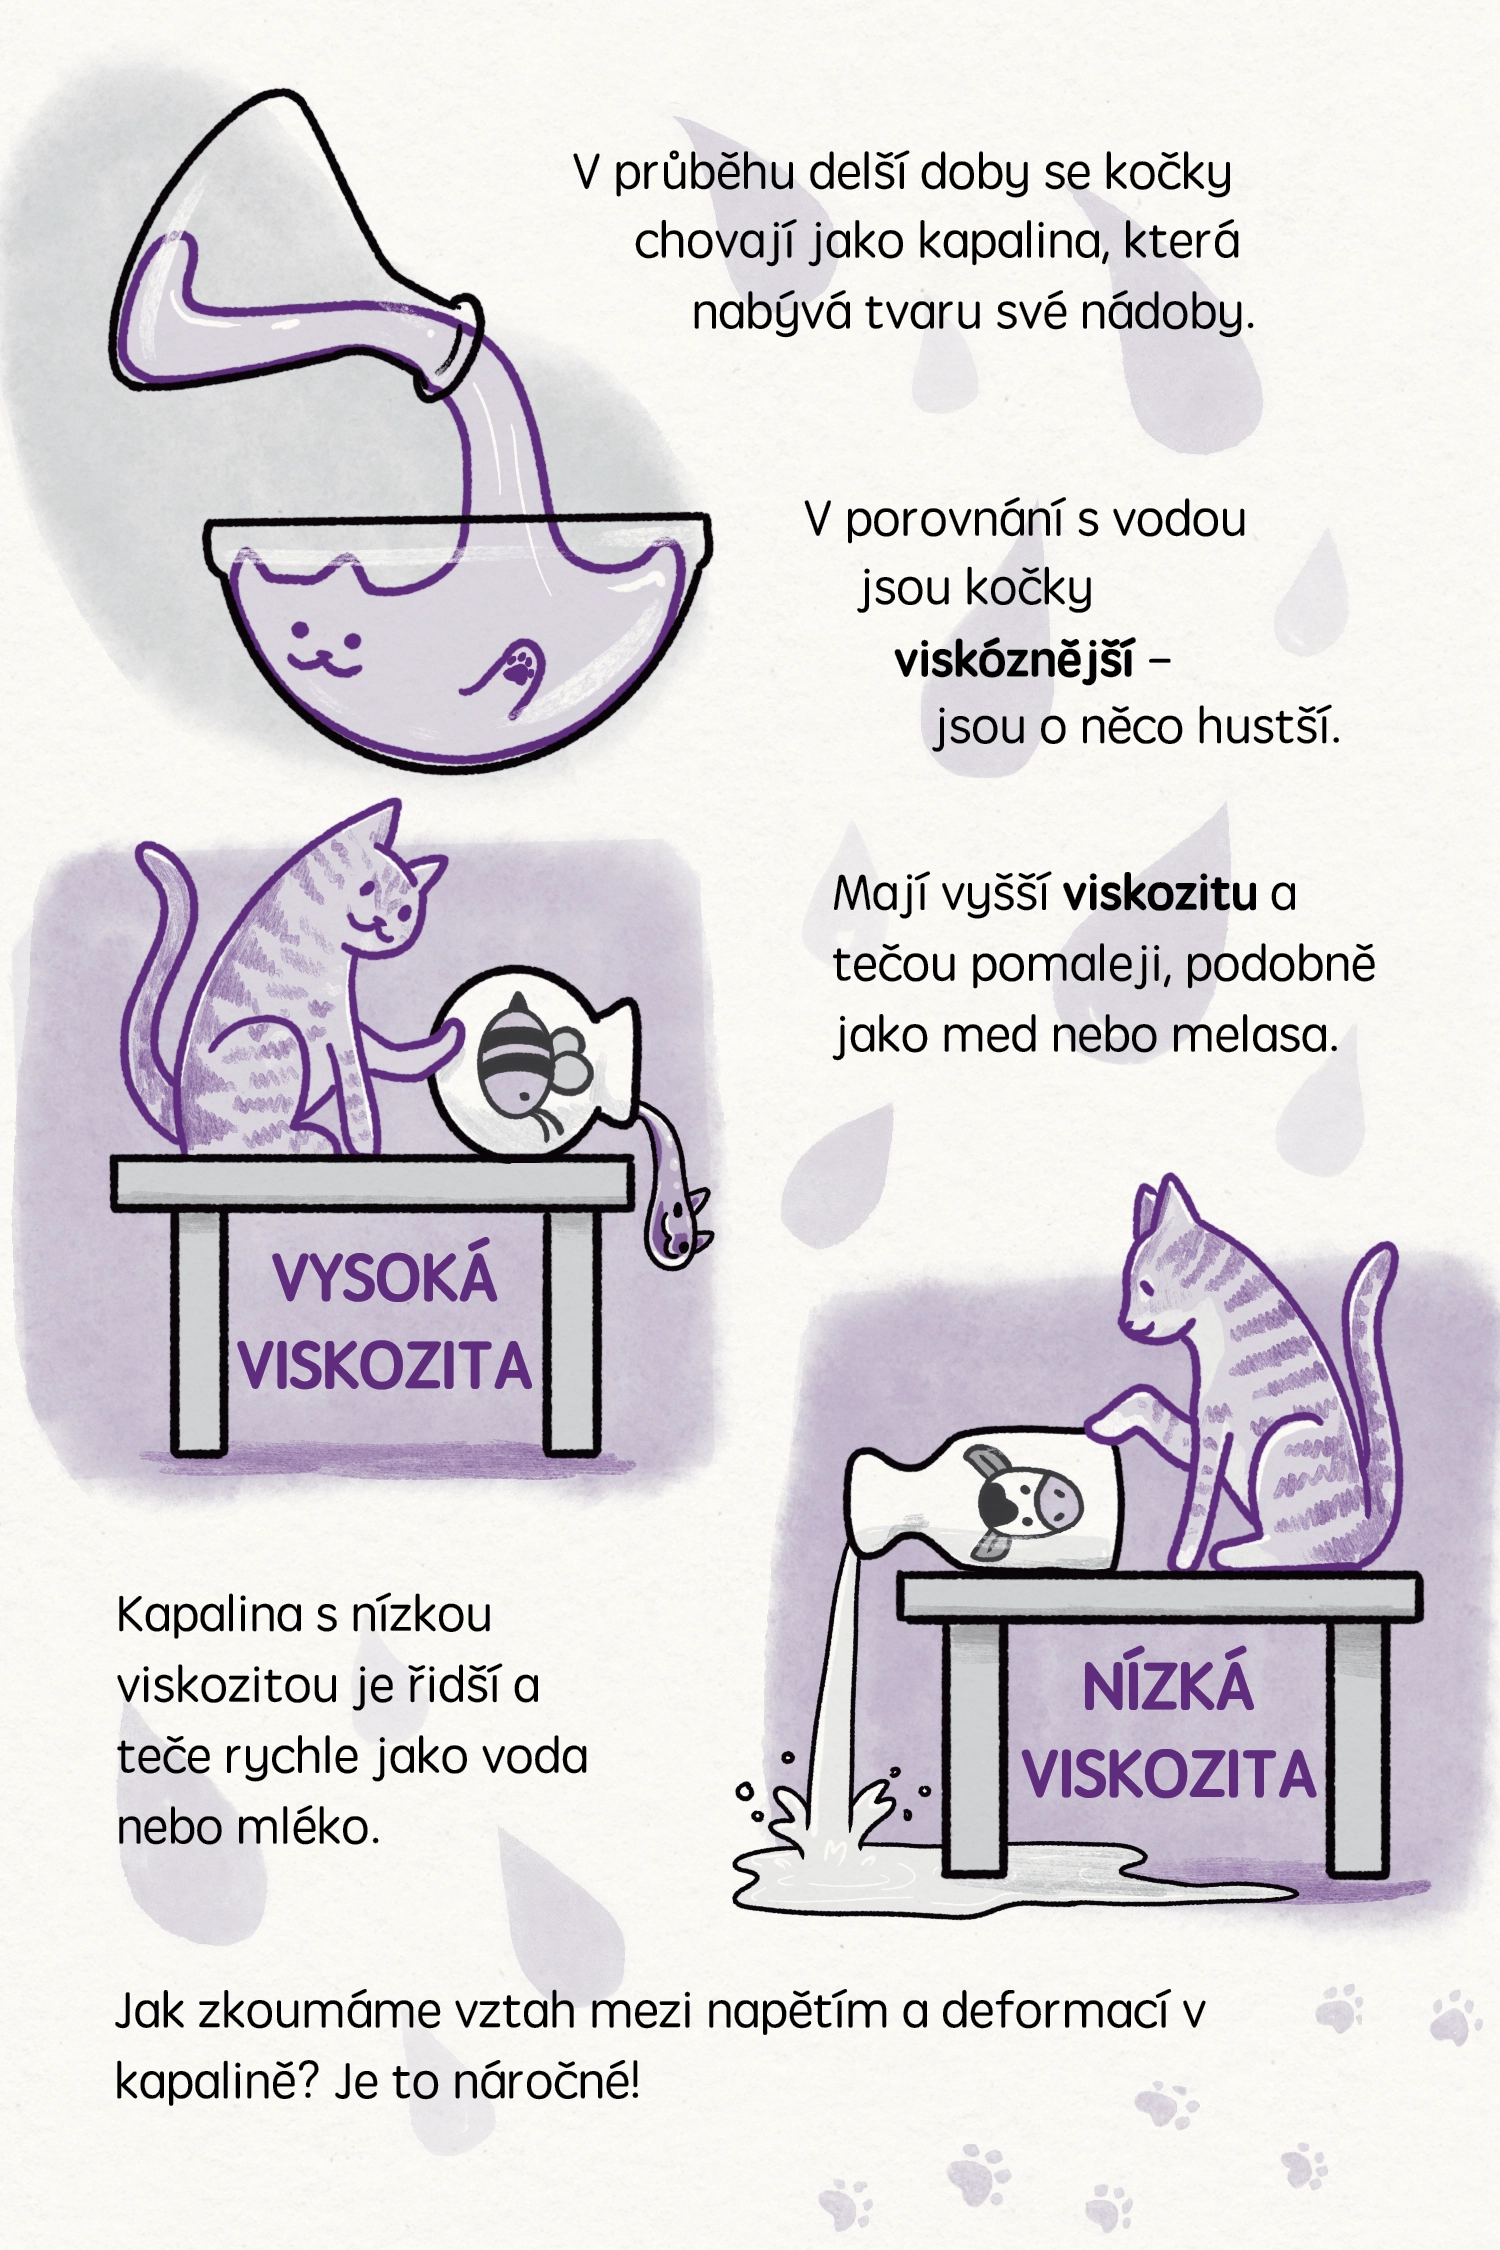 V průběhu delší doby se kočky
chovají jako kapalina, která
nabývá tvaru své nádoby.
V porovnání s vodou
jsou kočky
viskóznější –
jsou o něco hustší.
Mají vyšší viskozitu a
tečou pomaleji, podobně
jako med nebo melasa.
VYSOKÁ
VISKOZITA
NÍZKÁ
VISKOZITA
Kapalina s nízkou
viskozitou je řidší a
teče rychle jako voda
nebo mléko.
Jak zkoumáme vztah mezi napětím a deformací v
kapalině? Je to náročné!